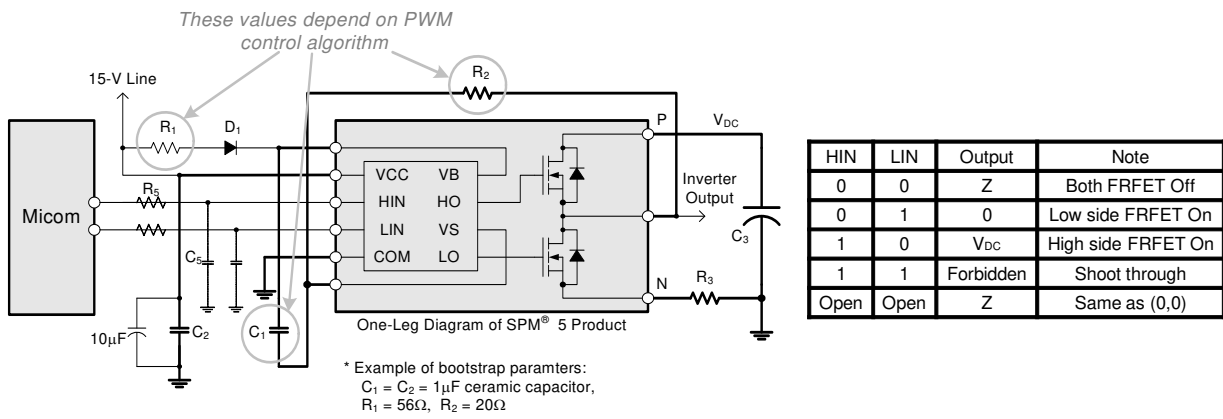 These values depend on PWM
control algorithm
15-V Line
R1
D1
R2
P
VDC
Micom
R5
C5
VCC
VB
HIN
HO
LIN
VS
COM
LO
Inverter
Output
C3
N
R3
10μF
C2
C1
One-Leg Diagram of SPM® 5 Product
* Example of bootstrap paramters:
C1 = C2 = 1μF ceramic capacitor,
R1 = 56Ω, R2 = 20Ω
HIN LIN Output Note
0 0 Z Both FRFET Off
0 1 0 Low side FRFET On
1 0 VDC High side FRFET On
1 1 Forbidden Shoot through
Open Open Z Same as (0,0)